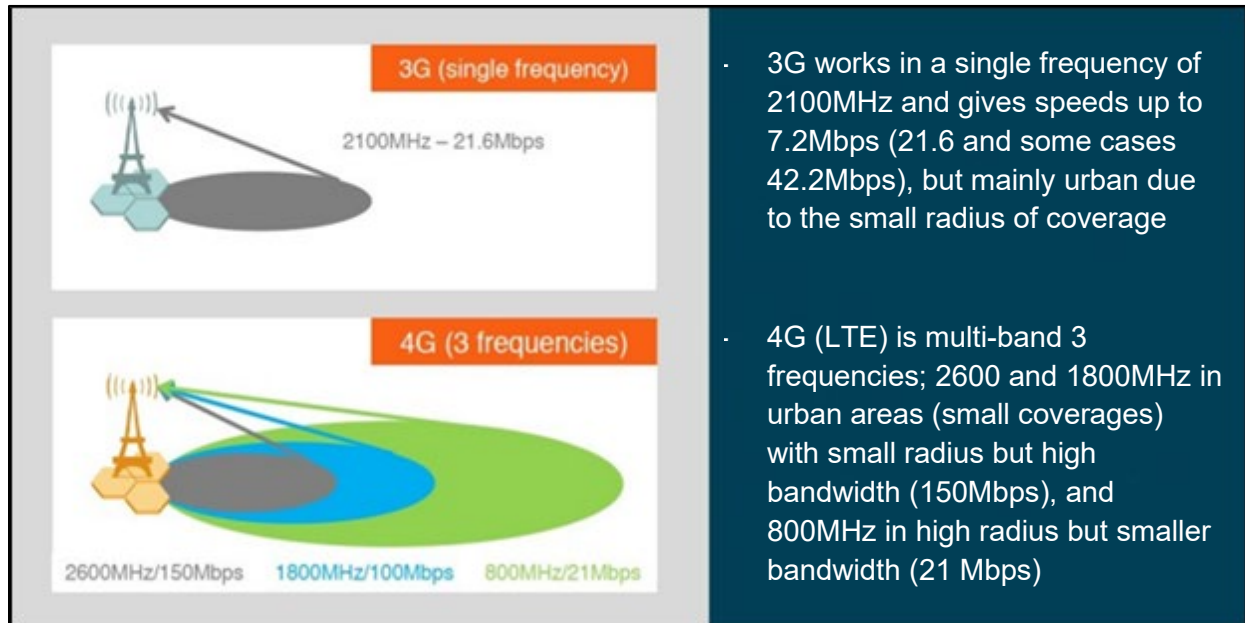 3G (single frequency)
2100MHz – 21.6Mbps
4G (3 frequencies)
2600MHz/150Mbps 1800MHz/100Mbps 800MHz/21Mbps
- 3G works in a single frequency of
2100MHz and gives speeds up to
7.2Mbps (21.6 and some cases
42.2Mbps), but mainly urban due
to the small radius of coverage
- 4G (LTE) is multi-band 3
frequencies; 2600 and 1800MHz in
urban areas (small coverages)
with small radius but high
bandwidth (150Mbps), and
800MHz in high radius but smaller
bandwidth (21 Mbps)